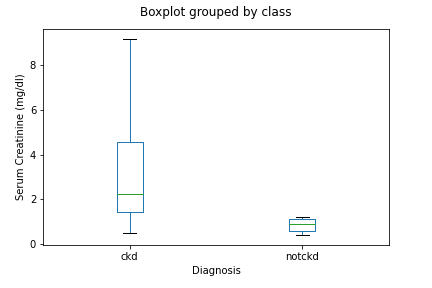 Boxplot grouped by class
Serum Creatinine (mg/dl)
8
6
4
2
0
ckd
notckd
Diagnosis